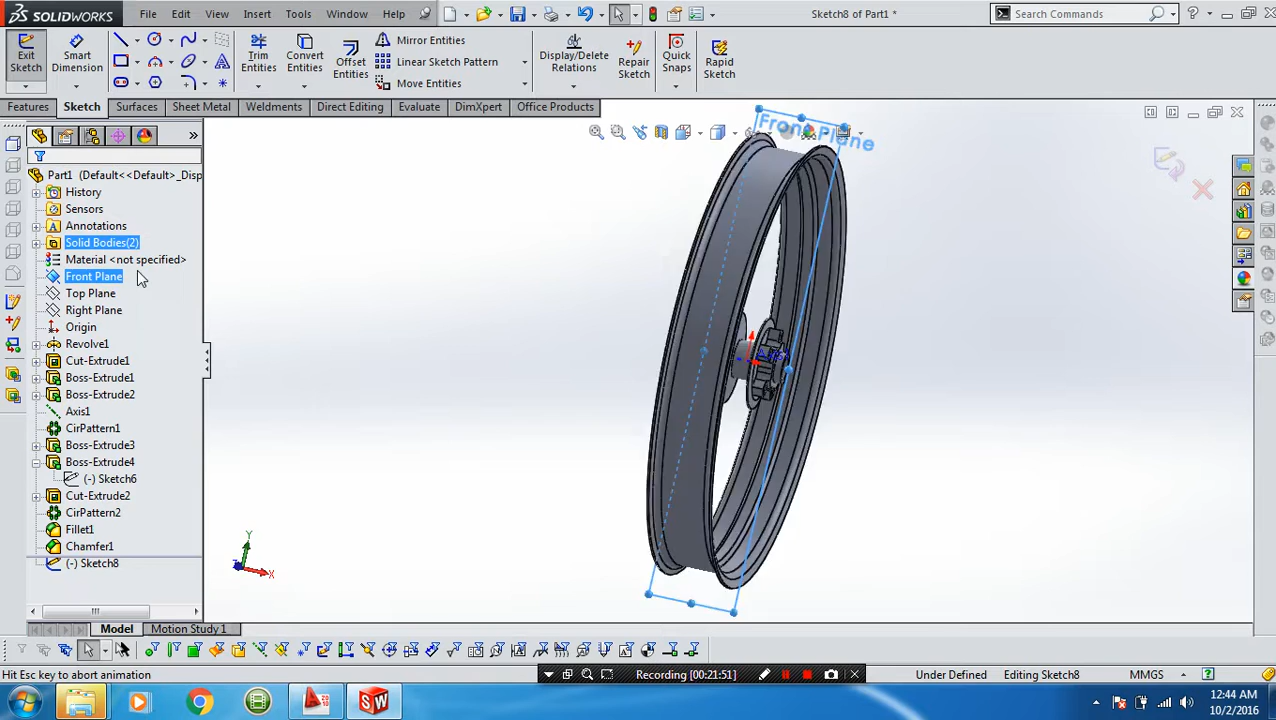 SOLIDWORKS File Edit View Insert Tools Window Help Sketch8 of Part1 * Search Commands
Exit Sketch
Smart Dimension
Trim Entities
Convert Entities
Offset Entities
Mirror Entities
Linear Sketch Pattern
Move Entities
Display/Delete Relations
Repair Sketch
Quick Snaps
Rapid Sketch
Features Sketch Surfaces Sheet Metal Weldments Direct Editing Evaluate DimXpert Office Products
Part1 (Default<<Default>_Disp
History
Sensors
Annotations
Solid Bodies(2)
Material <not specified>
Front Plane
Top Plane
Right Plane
Origin
Revolve1
Cut-Extrude1
Boss-Extrude1
Boss-Extrude2
Axis1
CirPattern1
Boss-Extrude3
Boss-Extrude4
(-) Sketch6
Cut-Extrude2
CirPattern2
Fillet1
Chamfer1
(-) Sketch8
Front Plane
Axis1
Y
X
Z
Model Motion Study 1
Hit Esc key to abort animation
Recording [00:21:51]
Under Defined Editing Sketch8 MMGS
12:44 AM
10/2/2016